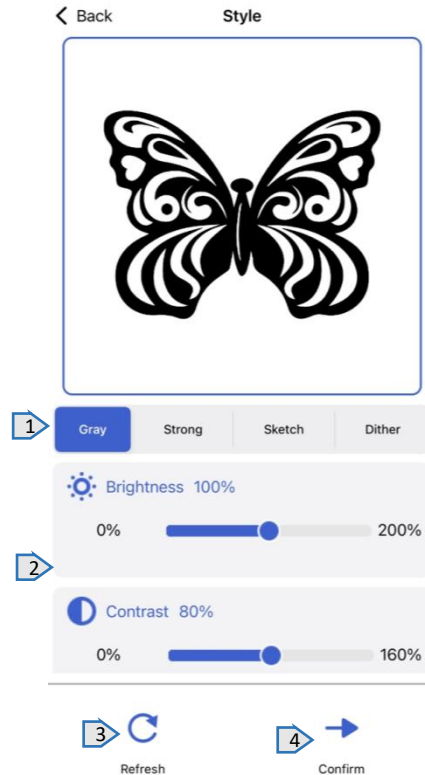 Back Style
1 Gray Strong Sketch Dither
Brightness 100%
0% 200%
2
Contrast 80%
0% 160%
3 4
Refresh Confirm